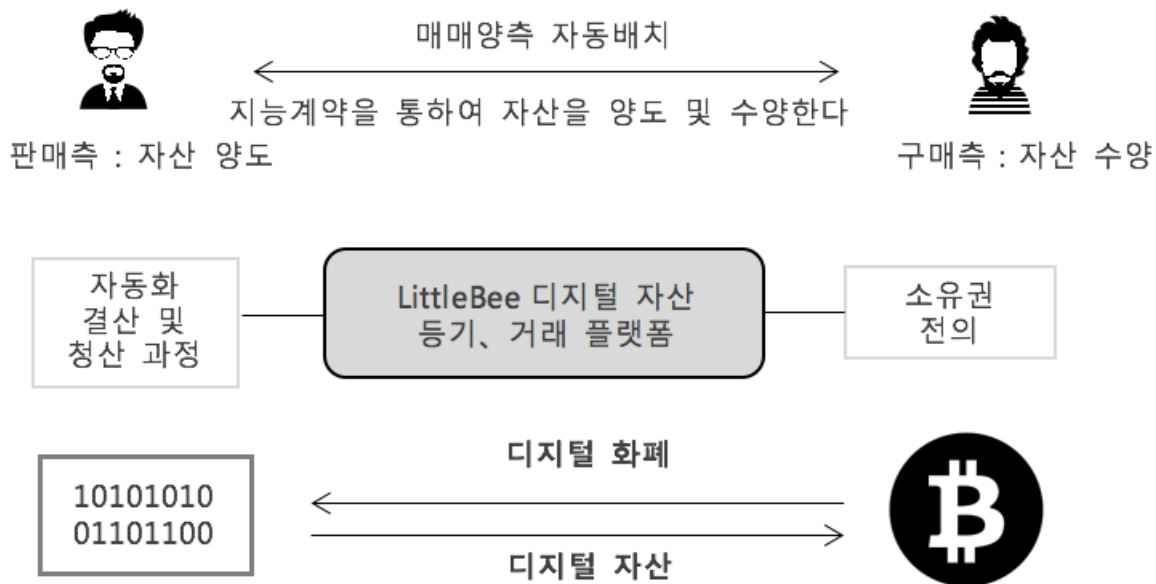 매매양측 자동배치
지능계약을 통하여 자산을 양도 및 수양한다
판매측 : 자산 양도
구매측 : 자산 수양
자동화
결산 및
청산 과정
LittleBee 디지털 자산
등기、거래 플랫폼
소유권
전의
디지털 화폐
10101010
01101100
디지털 자산